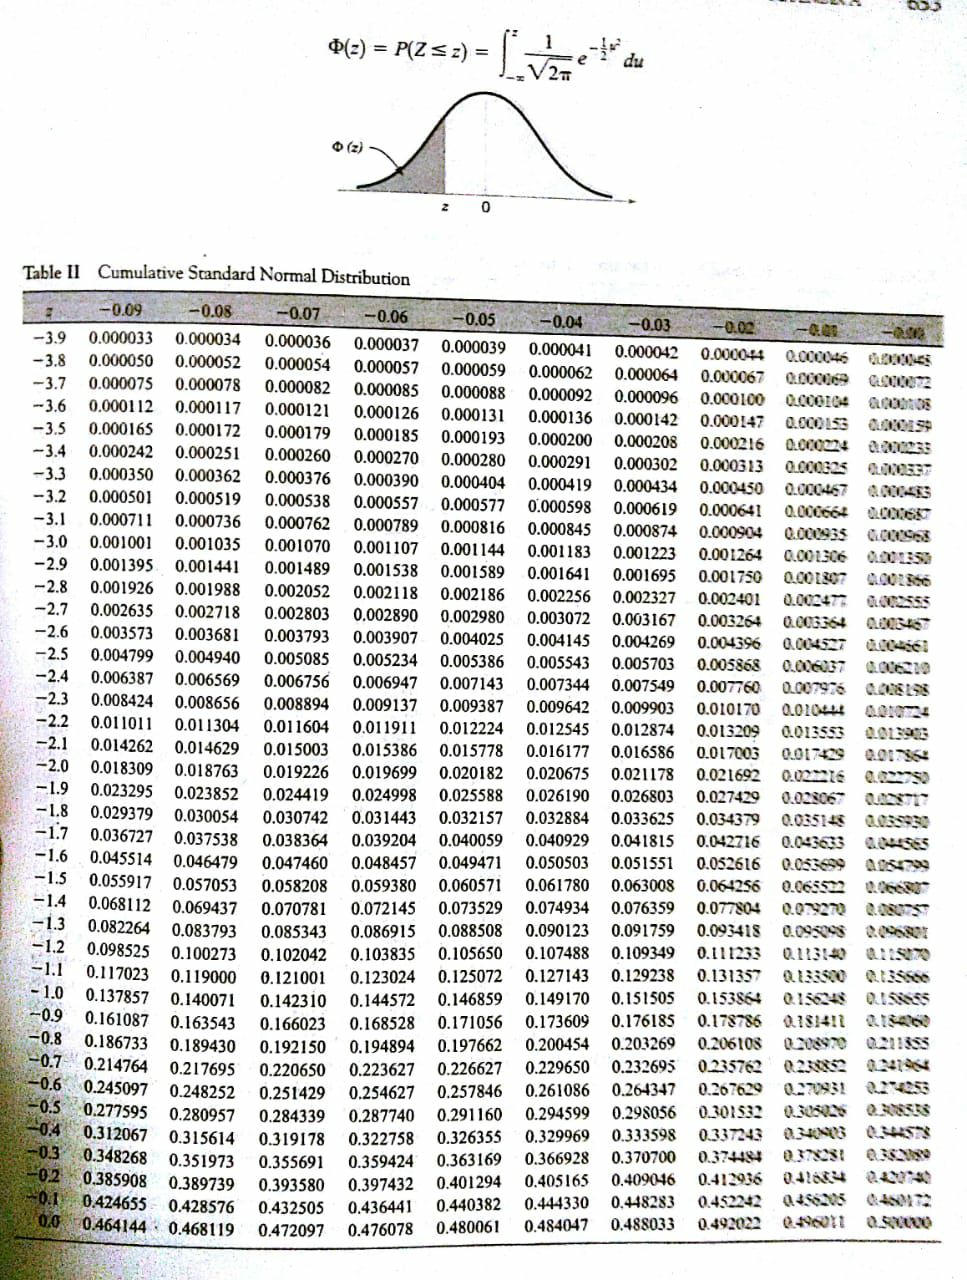 Φ(z) = P(Z ≤ z) = ∫_{-∞}^{z} 1/√2π e^{-½u²} du
Φ (z)
z 0
Table II Cumulative Standard Normal Distribution
z −0.09 −0.08 −0.07 −0.06 −0.05 −0.04 −0.03 −0.02 −0.01 −0.00
−3.9 0.000033 0.000034 0.000036 0.000037 0.000039 0.000041 0.000042 0.000044 0.000046 0.000048
−3.8 0.000050 0.000052 0.000054 0.000057 0.000059 0.000062 0.000064 0.000067 0.000069 0.000072
−3.7 0.000075 0.000078 0.000082 0.000085 0.000088 0.000092 0.000096 0.000100 0.000104 0.000108
−3.6 0.000112 0.000117 0.000121 0.000126 0.000131 0.000136 0.000142 0.000147 0.000153 0.000159
−3.5 0.000165 0.000172 0.000179 0.000185 0.000193 0.000200 0.000208 0.000216 0.000224 0.000233
−3.4 0.000242 0.000251 0.000260 0.000270 0.000280 0.000291 0.000302 0.000313 0.000325 0.000337
−3.3 0.000350 0.000362 0.000376 0.000390 0.000404 0.000419 0.000434 0.000450 0.000467 0.000483
−3.2 0.000501 0.000519 0.000538 0.000557 0.000577 0.000598 0.000619 0.000641 0.000664 0.000687
−3.1 0.000711 0.000736 0.000762 0.000789 0.000816 0.000845 0.000874 0.000904 0.000935 0.000968
−3.0 0.001001 0.001035 0.001070 0.001107 0.001144 0.001183 0.001223 0.001264 0.001306 0.001350
−2.9 0.001395 0.001441 0.001489 0.001538 0.001589 0.001641 0.001695 0.001750 0.001807 0.001866
−2.8 0.001926 0.001988 0.002052 0.002118 0.002186 0.002256 0.002327 0.002401 0.002477 0.002555
−2.7 0.002635 0.002718 0.002803 0.002890 0.002980 0.003072 0.003167 0.003264 0.003364 0.003467
−2.6 0.003573 0.003681 0.003793 0.003907 0.004025 0.004145 0.004269 0.004396 0.004527 0.004661
−2.5 0.004799 0.004940 0.005085 0.005234 0.005386 0.005543 0.005703 0.005868 0.006037 0.006210
−2.4 0.006387 0.006569 0.006756 0.006947 0.007143 0.007344 0.007549 0.007760 0.007976 0.008198
−2.3 0.008424 0.008656 0.008894 0.009137 0.009387 0.009642 0.009903 0.010170 0.010444 0.010724
−2.2 0.011011 0.011304 0.011604 0.011911 0.012224 0.012545 0.012874 0.013209 0.013553 0.013903
−2.1 0.014262 0.014629 0.015003 0.015386 0.015778 0.016177 0.016586 0.017003 0.017429 0.017864
−2.0 0.018309 0.018763 0.019226 0.019699 0.020182 0.020675 0.021178 0.021692 0.022216 0.022750
−1.9 0.023295 0.023852 0.024419 0.024998 0.025588 0.026190 0.026803 0.027429 0.028067 0.028717
−1.8 0.029379 0.030054 0.030742 0.031443 0.032157 0.032884 0.033625 0.034379 0.035148 0.035930
−1.7 0.036727 0.037538 0.038364 0.039204 0.040059 0.040929 0.041815 0.042716 0.043633 0.044565
−1.6 0.045514 0.046479 0.047460 0.048457 0.049471 0.050503 0.051551 0.052616 0.053699 0.054799
−1.5 0.055917 0.057053 0.058208 0.059380 0.060571 0.061780 0.063008 0.064256 0.065522 0.066807
−1.4 0.068112 0.069437 0.070781 0.072145 0.073529 0.074934 0.076359 0.077804 0.079270 0.080757
−1.3 0.082264 0.083793 0.085343 0.086915 0.088508 0.090123 0.091759 0.093418 0.095098 0.096801
−1.2 0.098525 0.100273 0.102042 0.103835 0.105650 0.107488 0.109349 0.111233 0.113140 0.115070
−1.1 0.117023 0.119000 0.121001 0.123024 0.125072 0.127143 0.129238 0.131357 0.133500 0.135666
−1.0 0.137857 0.140071 0.142310 0.144572 0.146859 0.149170 0.151505 0.153864 0.156248 0.158655
−0.9 0.161087 0.163543 0.166023 0.168528 0.171056 0.173609 0.176185 0.178786 0.181411 0.184060
−0.8 0.186733 0.189430 0.192150 0.194894 0.197662 0.200454 0.203269 0.206108 0.208970 0.211855
−0.7 0.214764 0.217695 0.220650 0.223627 0.226627 0.229650 0.232695 0.235762 0.238852 0.241964
−0.6 0.245097 0.248252 0.251429 0.254627 0.257846 0.261086 0.264347 0.267629 0.270931 0.274253
−0.5 0.277595 0.280957 0.284339 0.287740 0.291160 0.294599 0.298056 0.301532 0.305026 0.308538
−0.4 0.312067 0.315614 0.319178 0.322758 0.326355 0.329969 0.333598 0.337243 0.340903 0.344578
−0.3 0.348268 0.351973 0.355691 0.359424 0.363169 0.366928 0.370700 0.374484 0.378281 0.382089
−0.2 0.385908 0.389739 0.393580 0.397432 0.401294 0.405165 0.409046 0.412936 0.416834 0.420740
−0.1 0.424655 0.428576 0.432505 0.436441 0.440382 0.444330 0.448283 0.452242 0.456205 0.460172
0.0 0.464144 0.468119 0.472097 0.476078 0.480061 0.484047 0.488033 0.492022 0.496011 0.500000